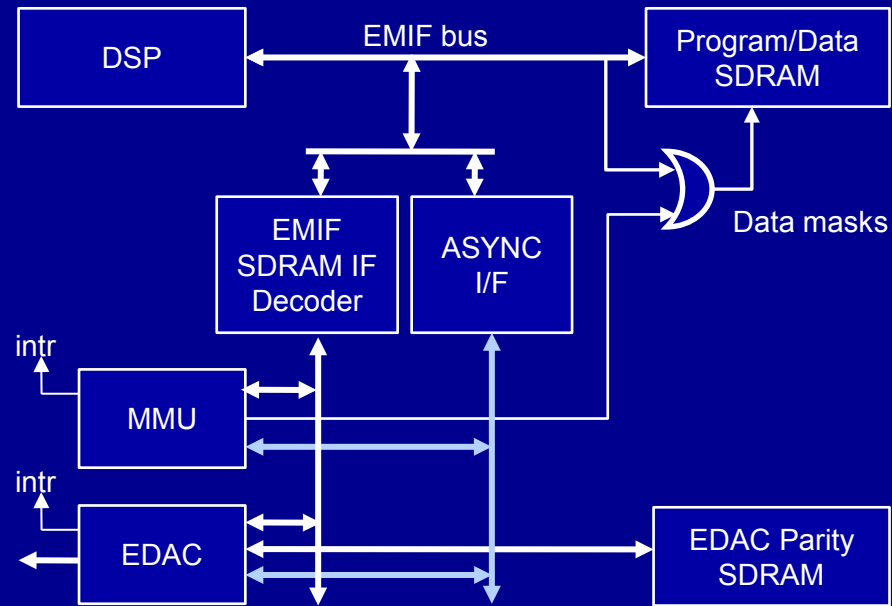 DSP
EMIF bus
Program/Data
SDRAM
Data masks
EMIF
SDRAM IF
Decoder
ASYNC
I/F
intr
MMU
intr
EDAC
EDAC Parity
SDRAM